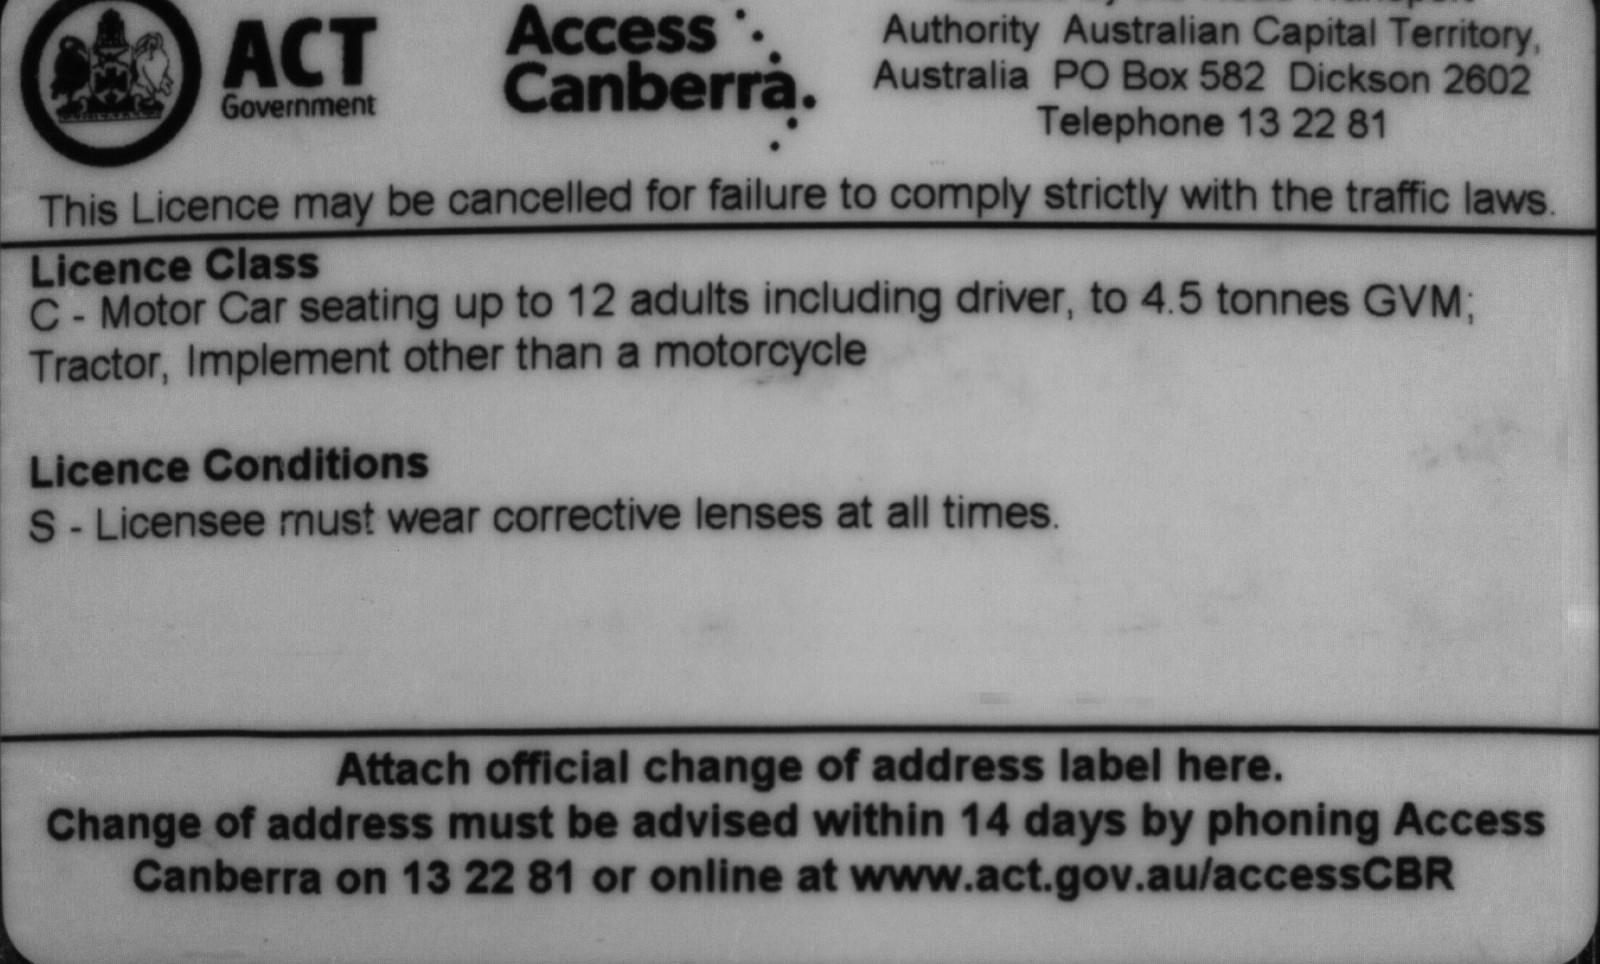 ACT
Government
Access
Canberra.
Authority Australian Capital Territory,
Australia PO Box 582 Dickson 2602
Telephone 13 22 81
This Licence may be cancelled for failure to comply strictly with the traffic laws.
Licence Class
C - Motor Car seating up to 12 adults including driver, to 4.5 tonnes GVM;
Tractor, Implement other than a motorcycle
Licence Conditions
S - Licensee must wear corrective lenses at all times.
Attach official change of address label here.
Change of address must be advised within 14 days by phoning Access
Canberra on 13 22 81 or online at www.act.gov.au/accessCBR